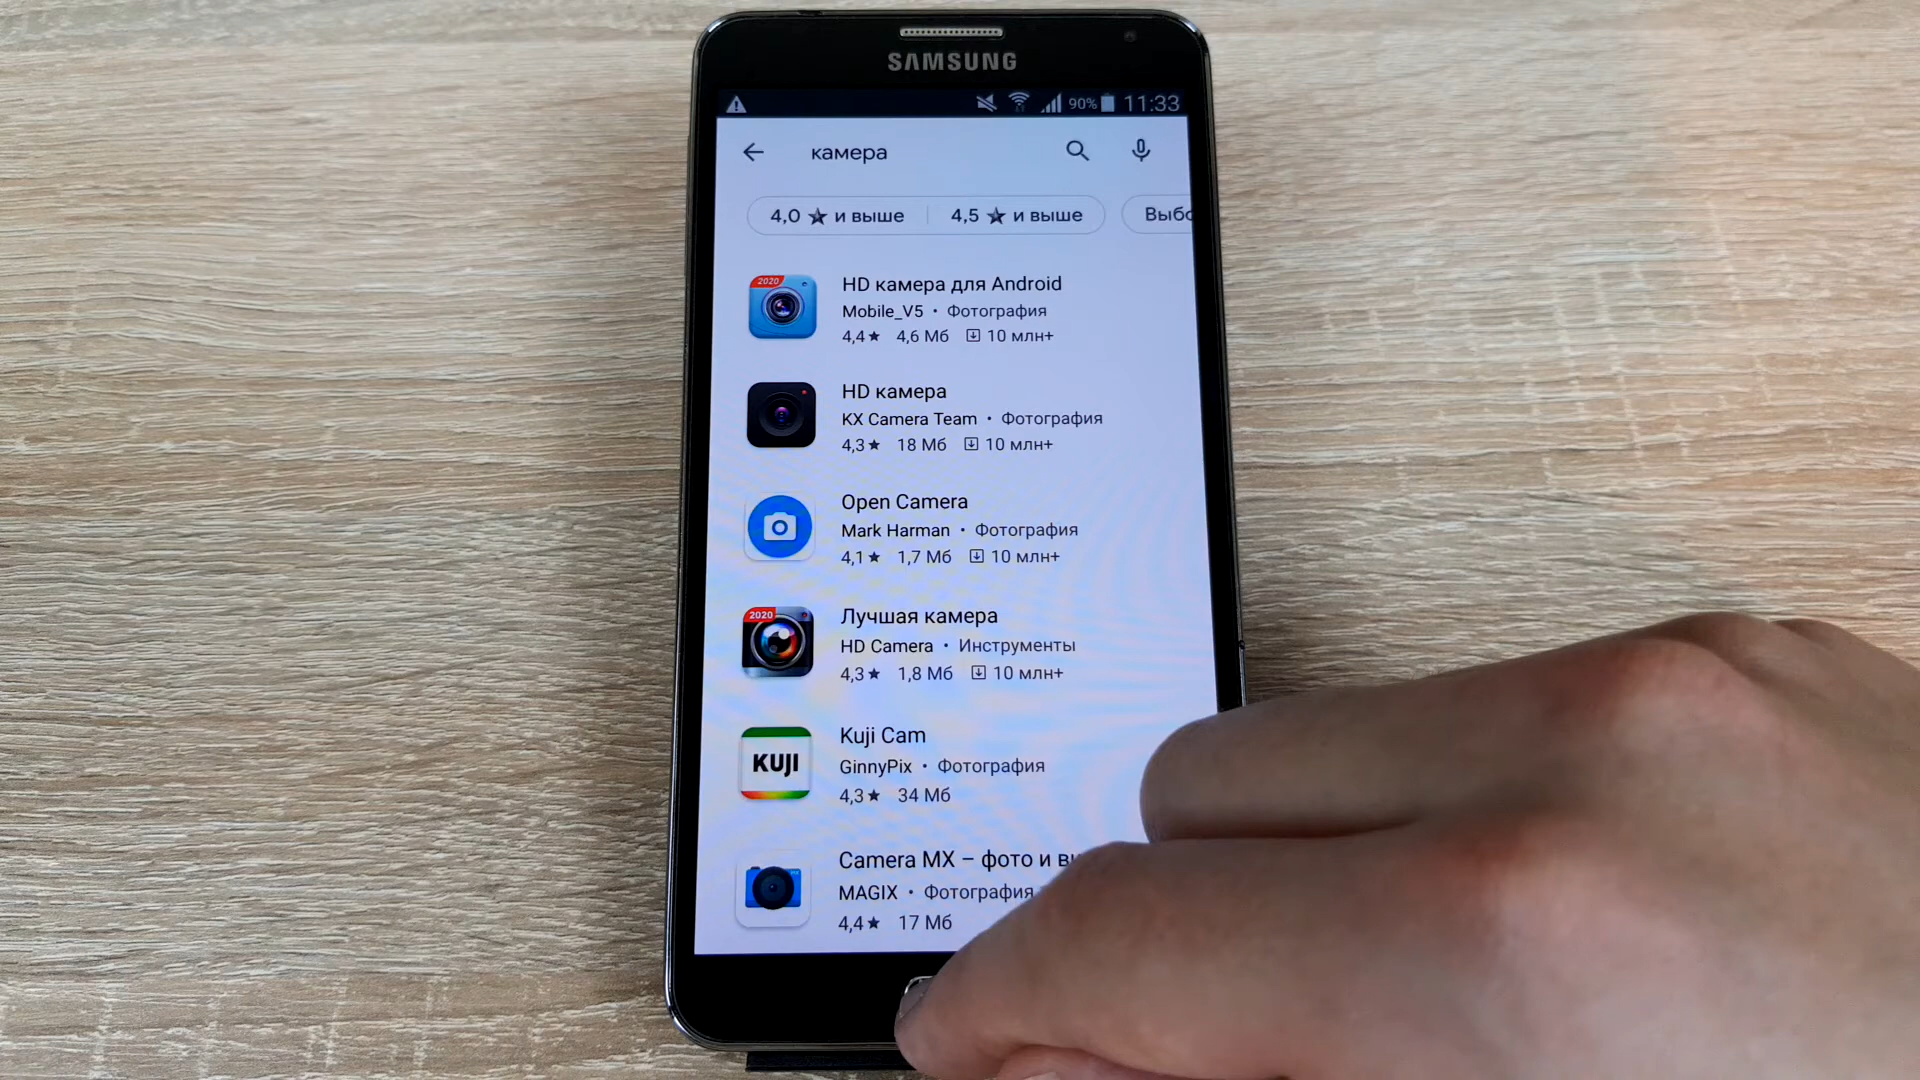 SAMSUNG
90% 11:33
камера
4,0 ★ и выше 4,5 ★ и выше
2020
HD камера для Android
Mobile_V5 • Фотография
4,4★ 4,6 Мб 10 млн+
HD камера
KX Camera Team • Фотография
4,3★ 18 Мб 10 млн+
Open Camera
Mark Harman • Фотография
4,1★ 1,7 Мб 10 млн+
2020
Лучшая камера
HD Camera • Инструменты
4,3★ 1,8 Мб 10 млн+
KUJI
Kuji Cam
GinnyPix • Фотография
4,3★ 34 Мб
Camera MX – фото и
MAGIX • Фотография
4,4★ 17 Мб